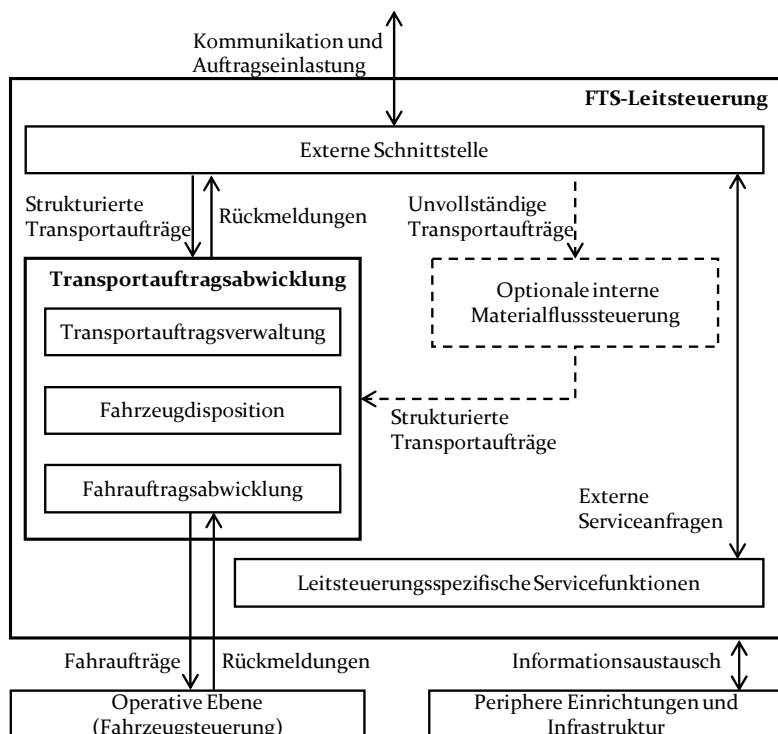 Kommunikation und
Auftragseinlastung
FTS-Leitsteuerung
Externe Schnittstelle
Strukturierte
Transportaufträge
Rückmeldungen
Unvollständige
Transportaufträge
Transportauftragsabwicklung
Optionale interne
Materialflusssteuerung
Transportauftragsverwaltung
Fahrzeugdisposition
Strukturierte
Transportaufträge
Fahrauftragsabwicklung
Externe
Serviceanfragen
Leitsteuerungsspezifische Servicefunktionen
Fahraufträge
Rückmeldungen
Informationsaustausch
Operative Ebene
(Fahrzeugsteuerung)
Periphere Einrichtungen und
Infrastruktur